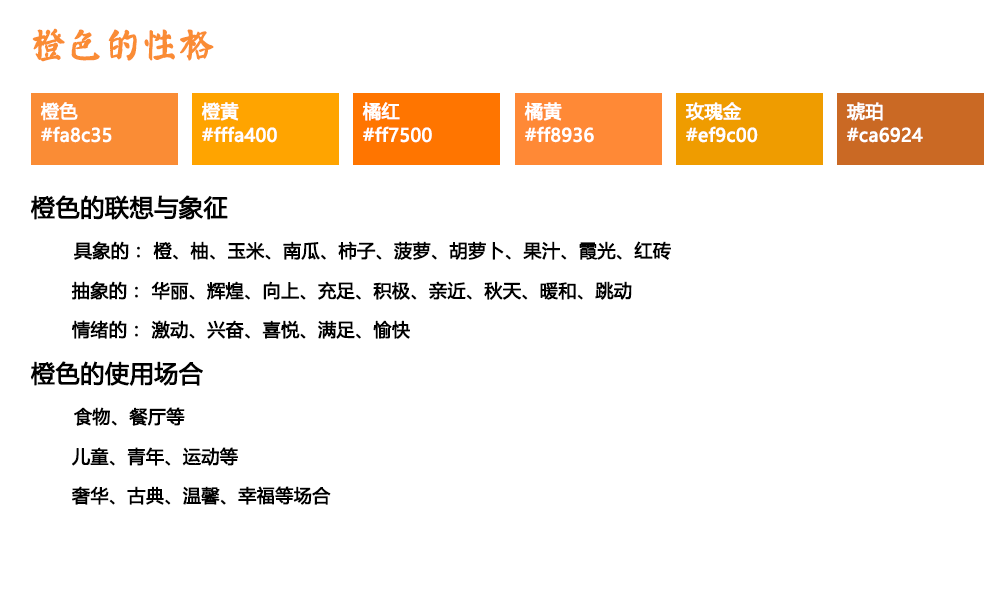 橙色的性格
橙色
#fa8c35
橙黄
#fffa400
橘红
#ff7500
橘黄
#ff8936
玫瑰金
#ef9c00
琥珀
#ca6924
橙色的联想与象征
具象的： 橙、柚、玉米、南瓜、柿子、菠萝、胡萝卜、果汁、霞光、红砖
抽象的： 华丽、辉煌、向上、充足、积极、亲近、秋天、暖和、跳动
情绪的： 激动、兴奋、喜悦、满足、愉快
橙色的使用场合
食物、餐厅等
儿童、青年、运动等
奢华、古典、温馨、幸福等场合